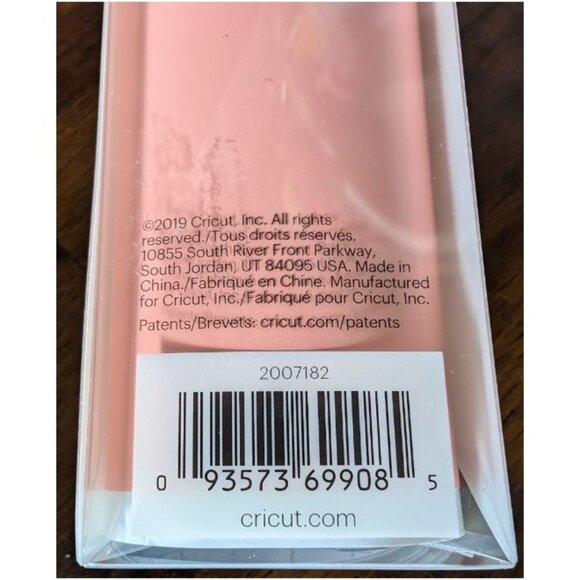 ©2019 Cricut, Inc. All rights
reserved./Tous droits réservés.
10855 South River Front Parkway,
South Jordan, UT 84095 USA. Made in
China./Fabriqué en Chine. Manufactured
for Cricut, Inc./Fabriqué pour Cricut, Inc.
Patents/Brevets: cricut.com/patents
2007182
0 93573 69908 5
cricut.com